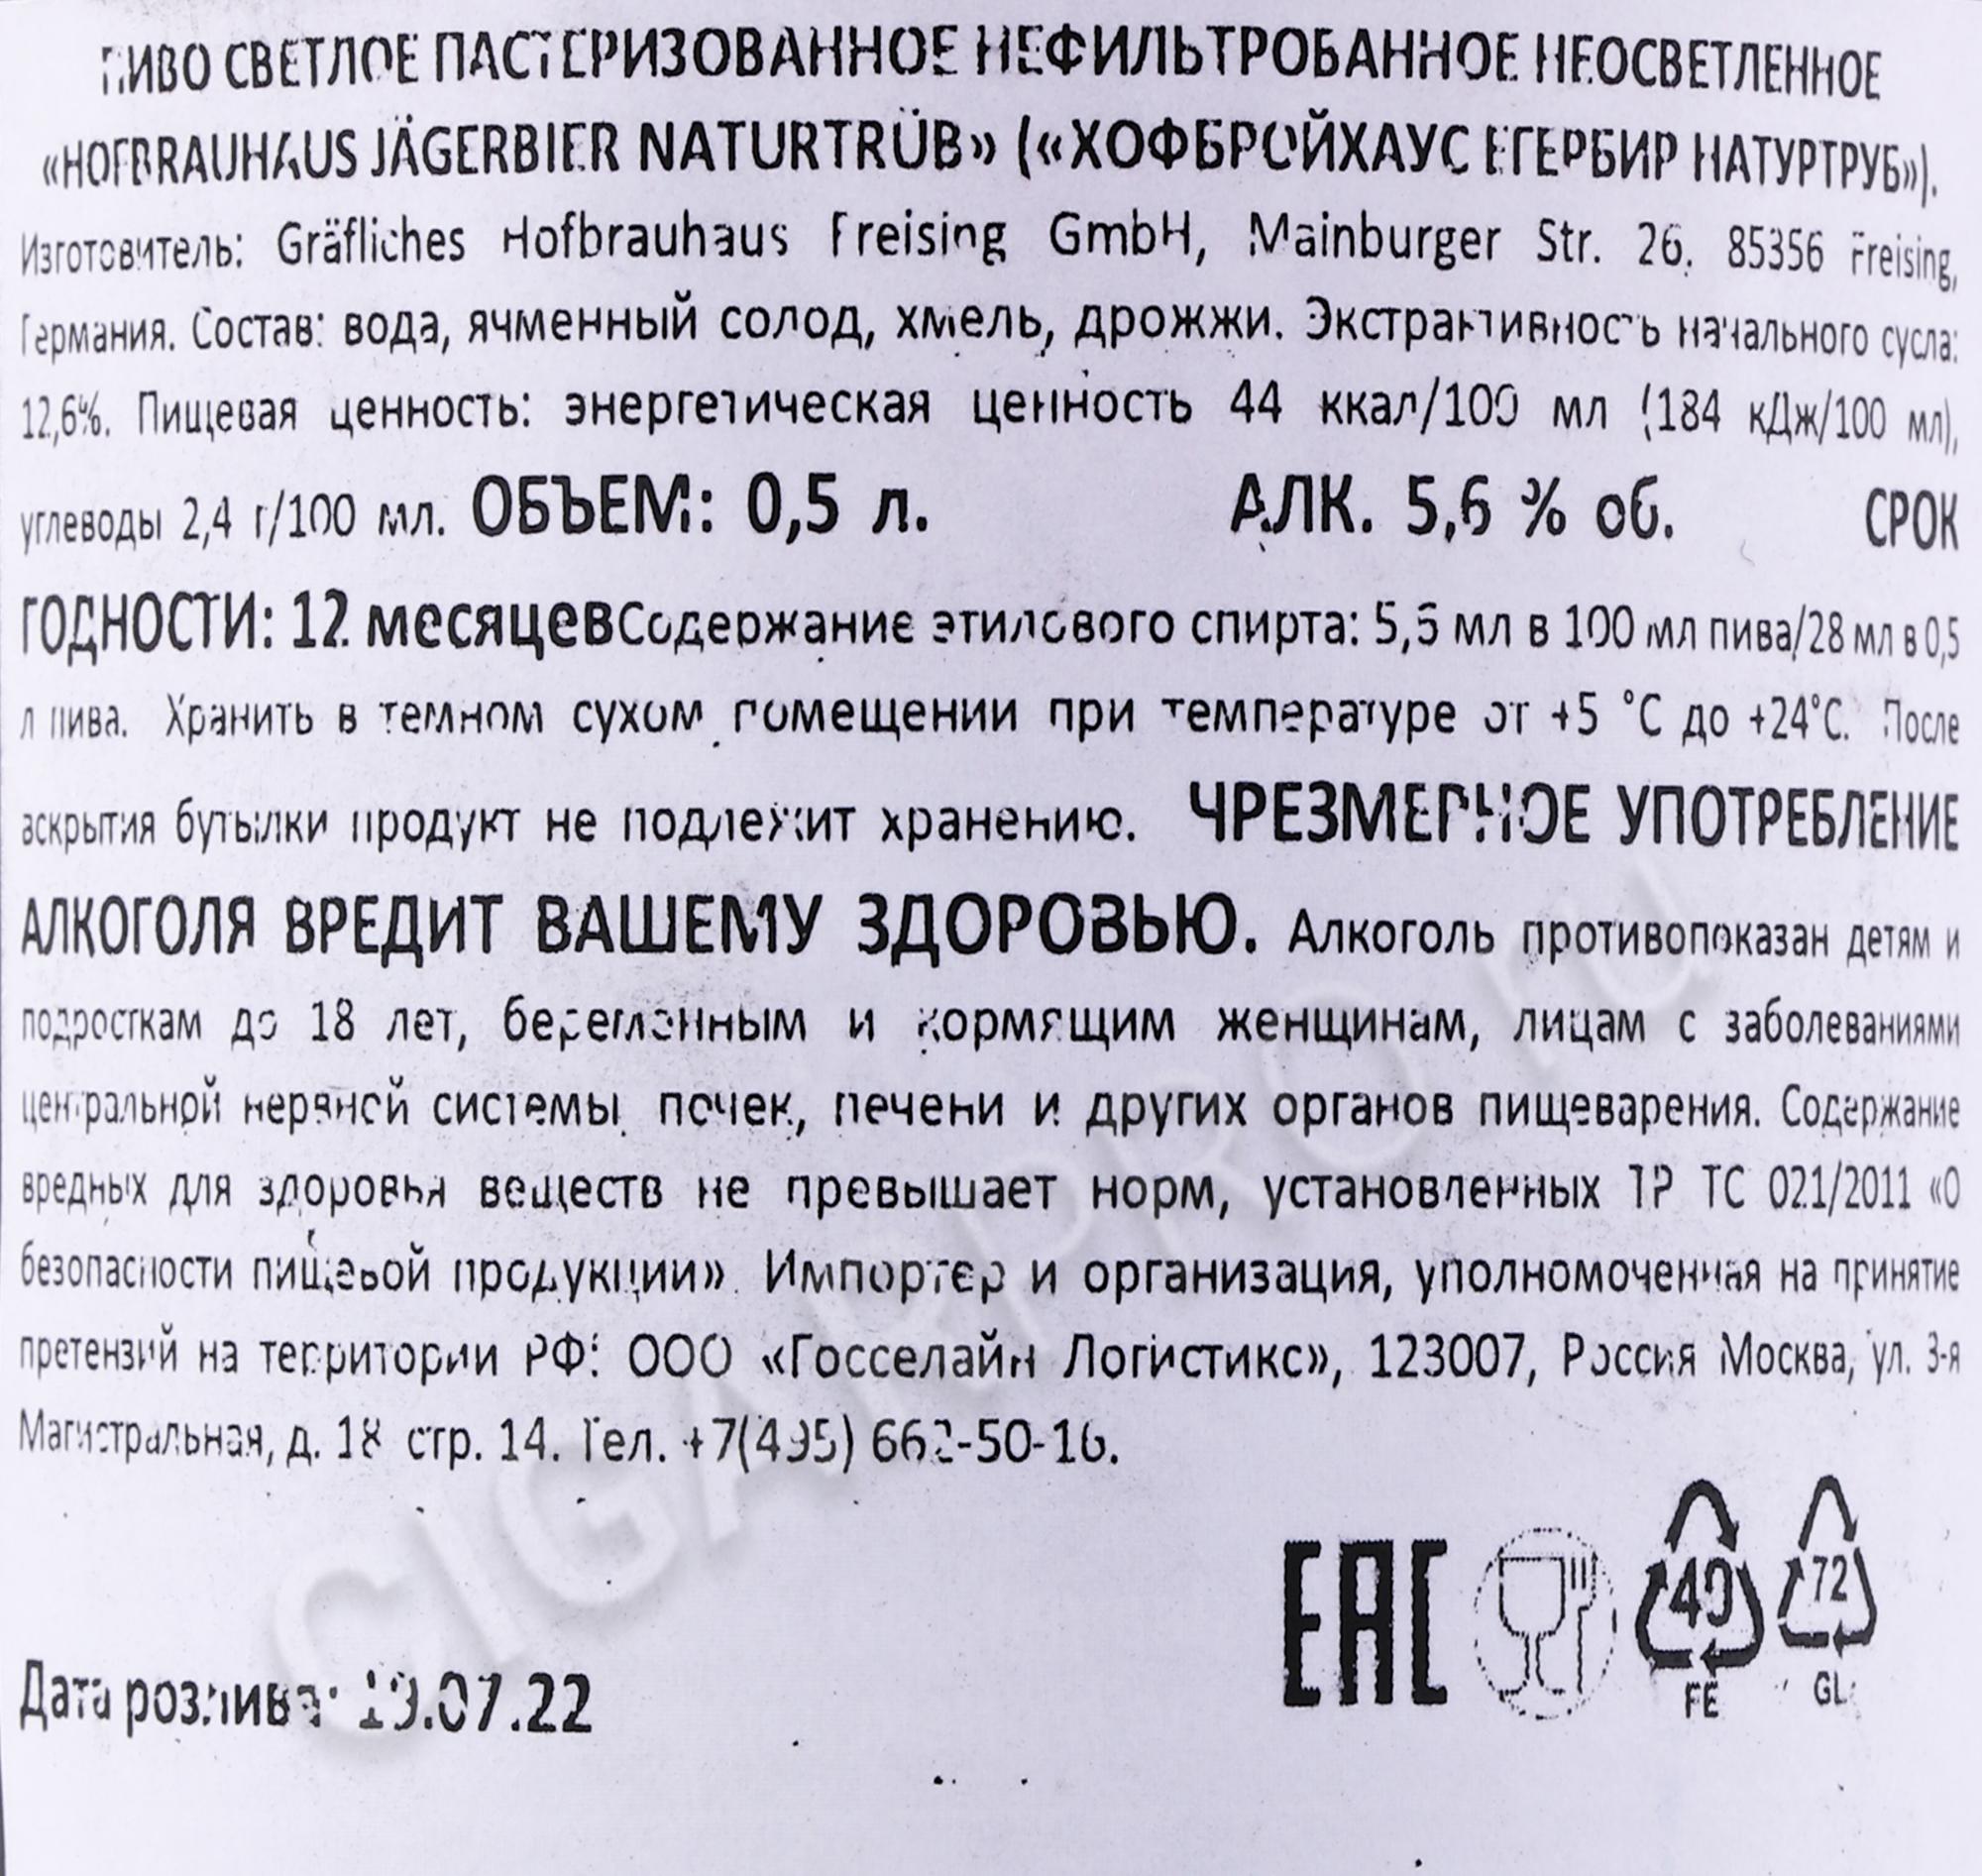 ПИВО СВЕТЛОЕ ПАСТЕРИЗОВАННОЕ НЕФИЛЬТРОВАННОЕ НЕОСВЕТЛЕННОЕ
«HOFBRAUHAUS JÄGERBIER NATURTRÜB» («ХОФБРОЙХАУС ЕГЕРБИР НАТУРТРУБ»).
Изготовитель: Gräfliches Hofbrauhaus Freising GmbH, Mainburger Str. 26, 85356 Freising,
Германия. Состав: вода, ячменный солод, хмель, дрожжи. Экстрактивность начального сусла:
12,6%. Пищевая ценность: энергетическая ценность 44 ккал/100 мл (184 кДж/100 мл),
углеводы 2,4 г/100 мл. ОБЪЕМ: 0,5 л. АЛК. 5,6 % об. СРОК
ГОДНОСТИ: 12 месяцевСодержание этилового спирта: 5,6 мл в 100 мл пива/28 мл в 0,5
л пива. Хранить в темном сухом помещении при температуре от +5 °C до +24°C. После
вскрытия бутылки продукт не подлежит хранению. ЧРЕЗМЕРНОЕ УПОТРЕБЛЕНИЕ
АЛКОГОЛЯ ВРЕДИТ ВАШЕМУ ЗДОРОВЬЮ. Алкоголь противопоказан детям и
подросткам до 18 лет, беременным и кормящим женщинам, лицам с заболеваниями
центральной нервной системы, почек, печени и других органов пищеварения. Содержание
вредных для здоровья веществ не превышает норм, установленных ТР ТС 021/2011 «О
безопасности пищевой продукции». Импортер и организация, уполномоченная на принятие
претензий на территории РФ: ООО «Госселайн Логистикс», 123007, Россия Москва, ул. 3-я
Магистральная, д. 18 стр. 14. Тел. +7(495) 662-50-16.
EAC
40
72
FE
GL
Дата розлива: 19.07.22
CIGARPRO.ru